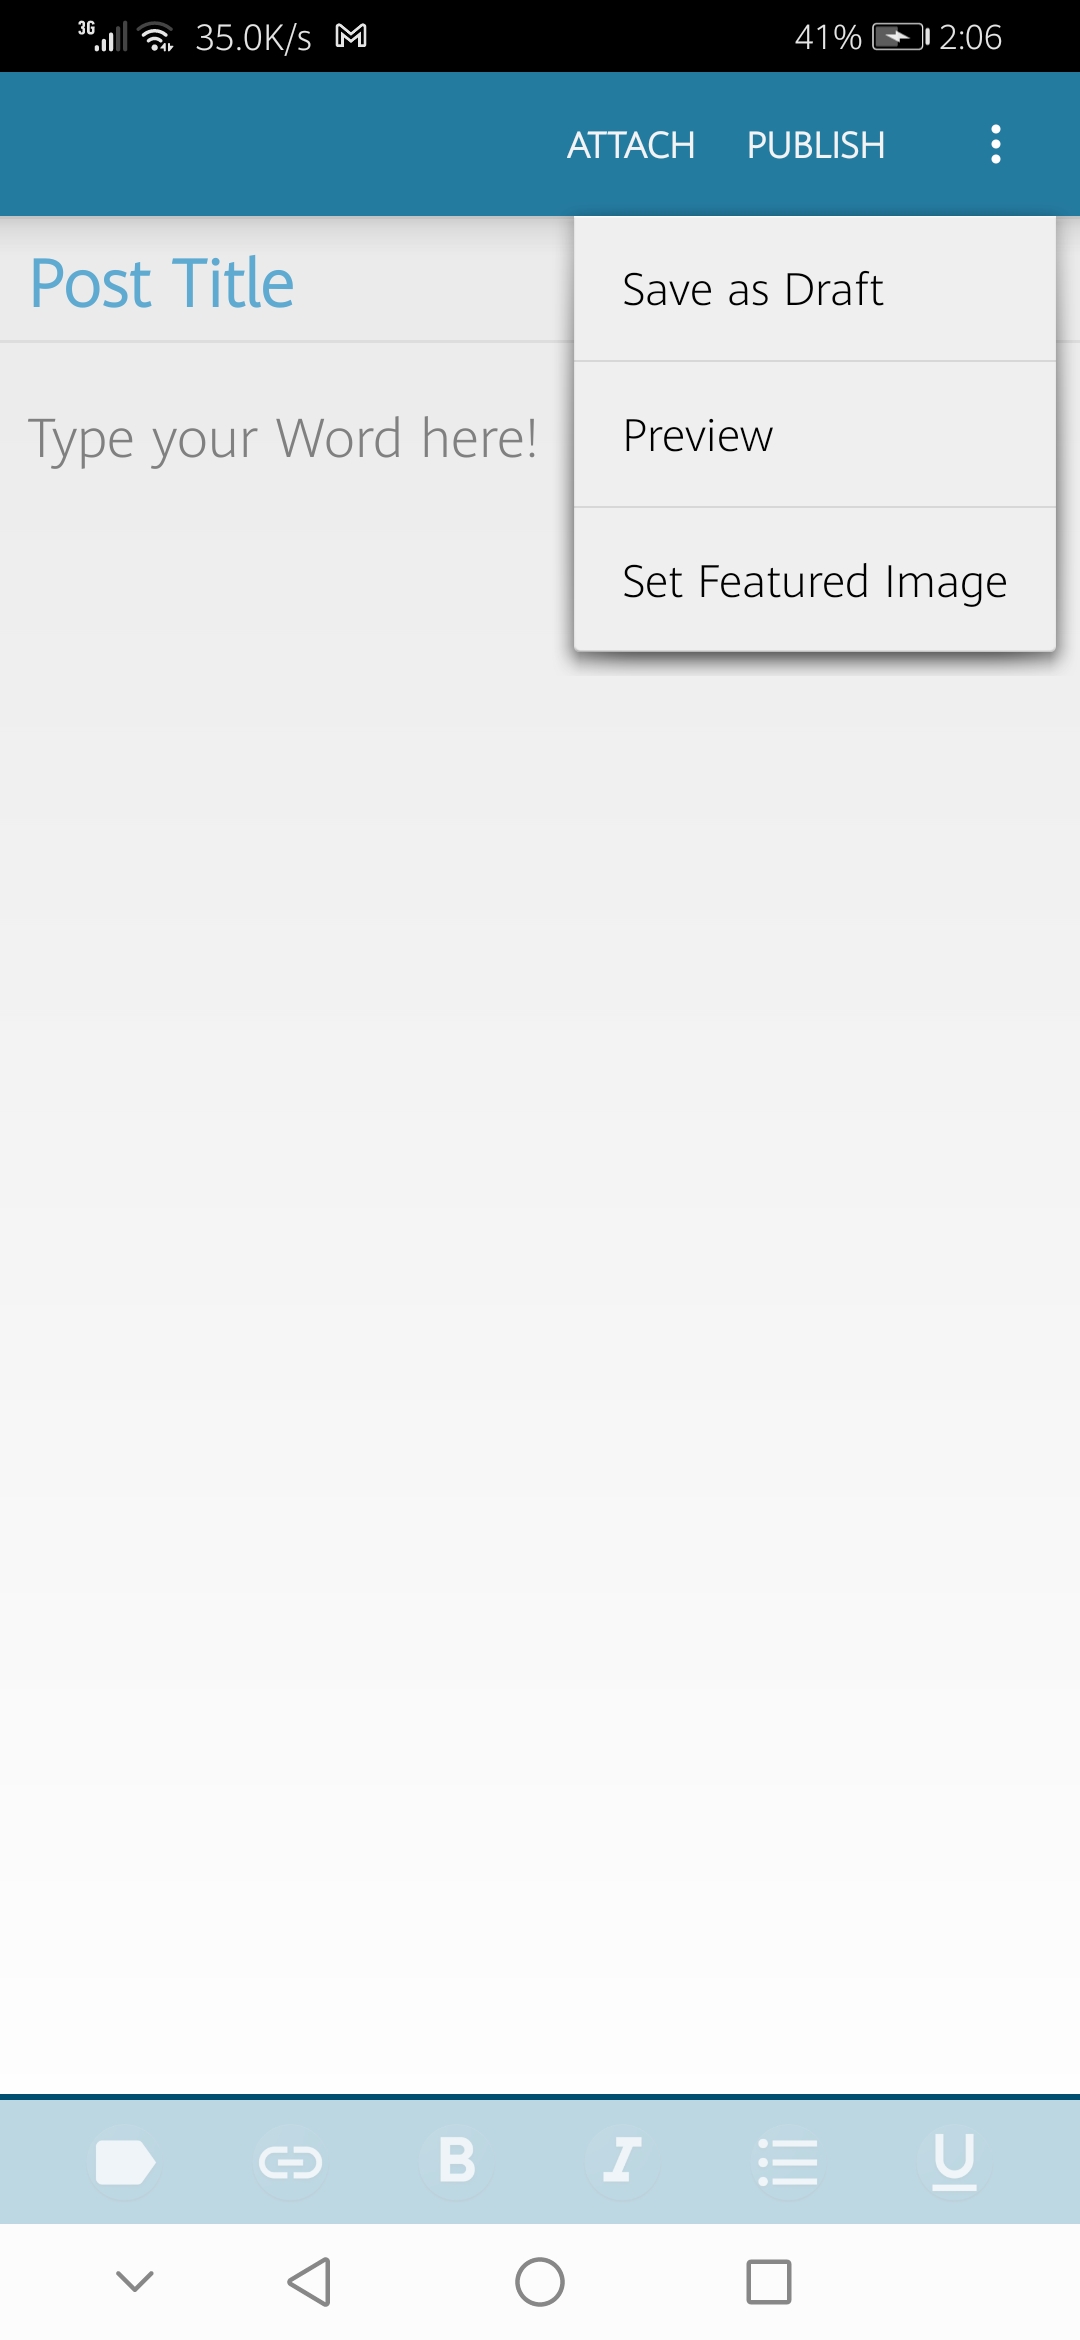 3G 35.0K/s 41% 2:06
ATTACH PUBLISH
Post Title
Save as Draft
Type your Word here!
Preview
Set Featured Image
B I U